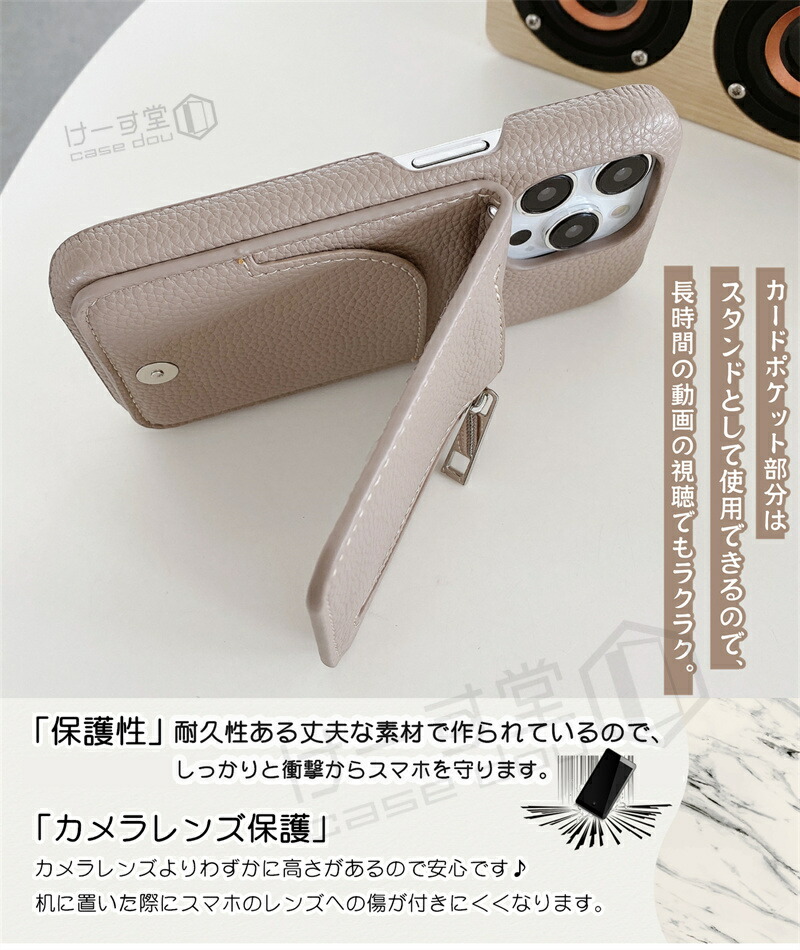 けーす堂
case dou
カードポケット部分は
スタンドとして使用できるので、
長時間の動画の視聴でもラクラク。
けーす堂
case dou
「保護性」耐久性ある丈夫な素材で作られているので、
しっかりと衝撃からスマホを守ります。
「カメラレンズ保護」
カメラレンズよりわずかに高さがあるので安心です♪
机に置いた際にスマホのレンズへの傷が付きにくくなります。